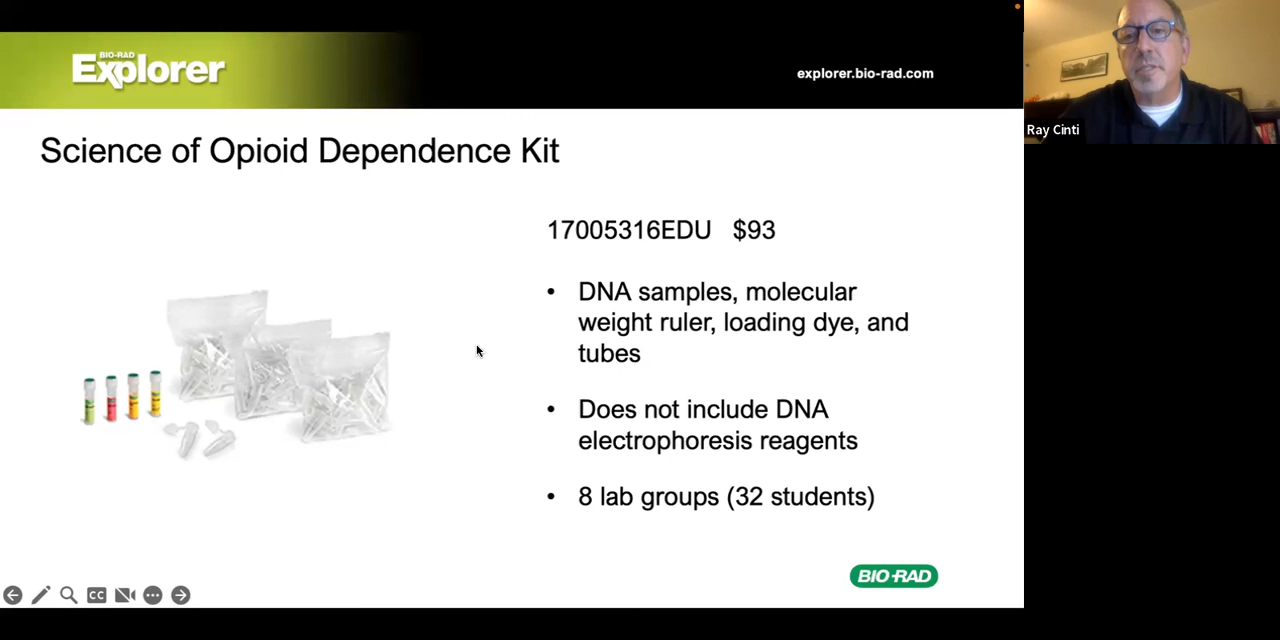 BIO-RAD
Explorer
explorer.bio-rad.com
Ray Cinti
Science of Opioid Dependence Kit
17005316EDU $93
• DNA samples, molecular
weight ruler, loading dye, and
tubes
• Does not include DNA
electrophoresis reagents
• 8 lab groups (32 students)
BIO-RAD
CC